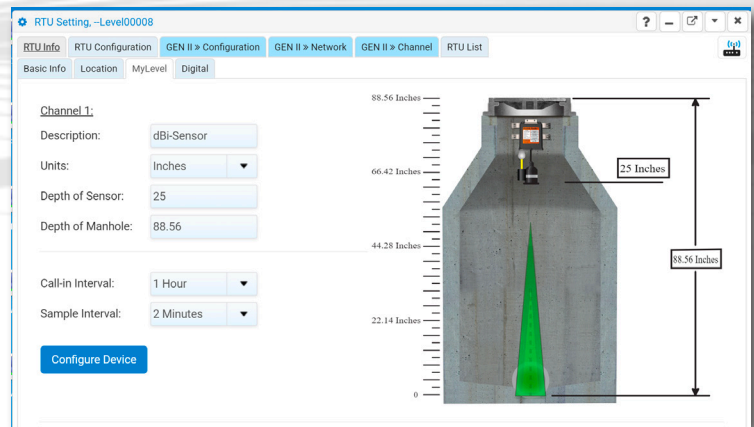 RTU Setting, --Level00008
?
RTU Info RTU Configuration GEN II » Configuration GEN II » Network GEN II » Channel RTU List
Basic Info Location MyLevel Digital
Channel 1:
Description: dBi-Sensor
Units: Inches
Depth of Sensor: 25
Depth of Manhole: 88.56
Call-in Interval: 1 Hour
Sample Interval: 2 Minutes
Configure Device
88.56 Inches
66.42 Inches
25 Inches
44.28 Inches
88.56 Inches
22.14 Inches
0